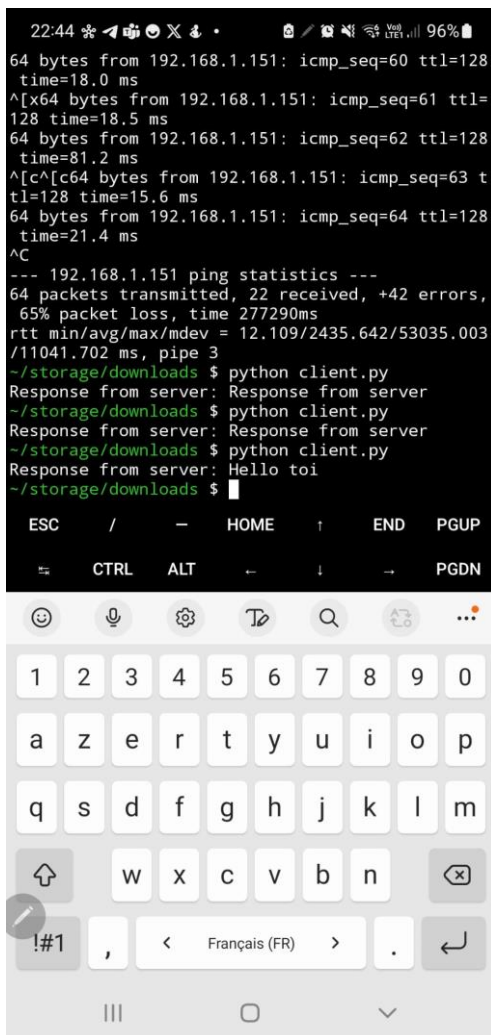 22:44 96%
64 bytes from 192.168.1.151: icmp_seq=60 ttl=128
time=18.0 ms
^[x64 bytes from 192.168.1.151: icmp_seq=61 ttl=
128 time=18.5 ms
64 bytes from 192.168.1.151: icmp_seq=62 ttl=128
time=81.2 ms
^[c^[c64 bytes from 192.168.1.151: icmp_seq=63 t
tl=128 time=15.6 ms
64 bytes from 192.168.1.151: icmp_seq=64 ttl=128
time=21.4 ms
^C
--- 192.168.1.151 ping statistics ---
64 packets transmitted, 22 received, +42 errors,
65% packet loss, time 277290ms
rtt min/avg/max/mdev = 12.109/2435.642/53035.003
/11041.702 ms, pipe 3
~/storage/downloads $ python client.py
Response from server: Response from server
~/storage/downloads $ python client.py
Response from server: Response from server
~/storage/downloads $ python client.py
Response from server: Hello toi
~/storage/downloads $
ESC / — HOME ↑ END PGUP
↹ CTRL ALT ← ↓ → PGDN
1 2 3 4 5 6 7 8 9 0
a z e r t y u i o p
q s d f g h j k l m
w x c v b n
!#1 , < Français (FR) > .